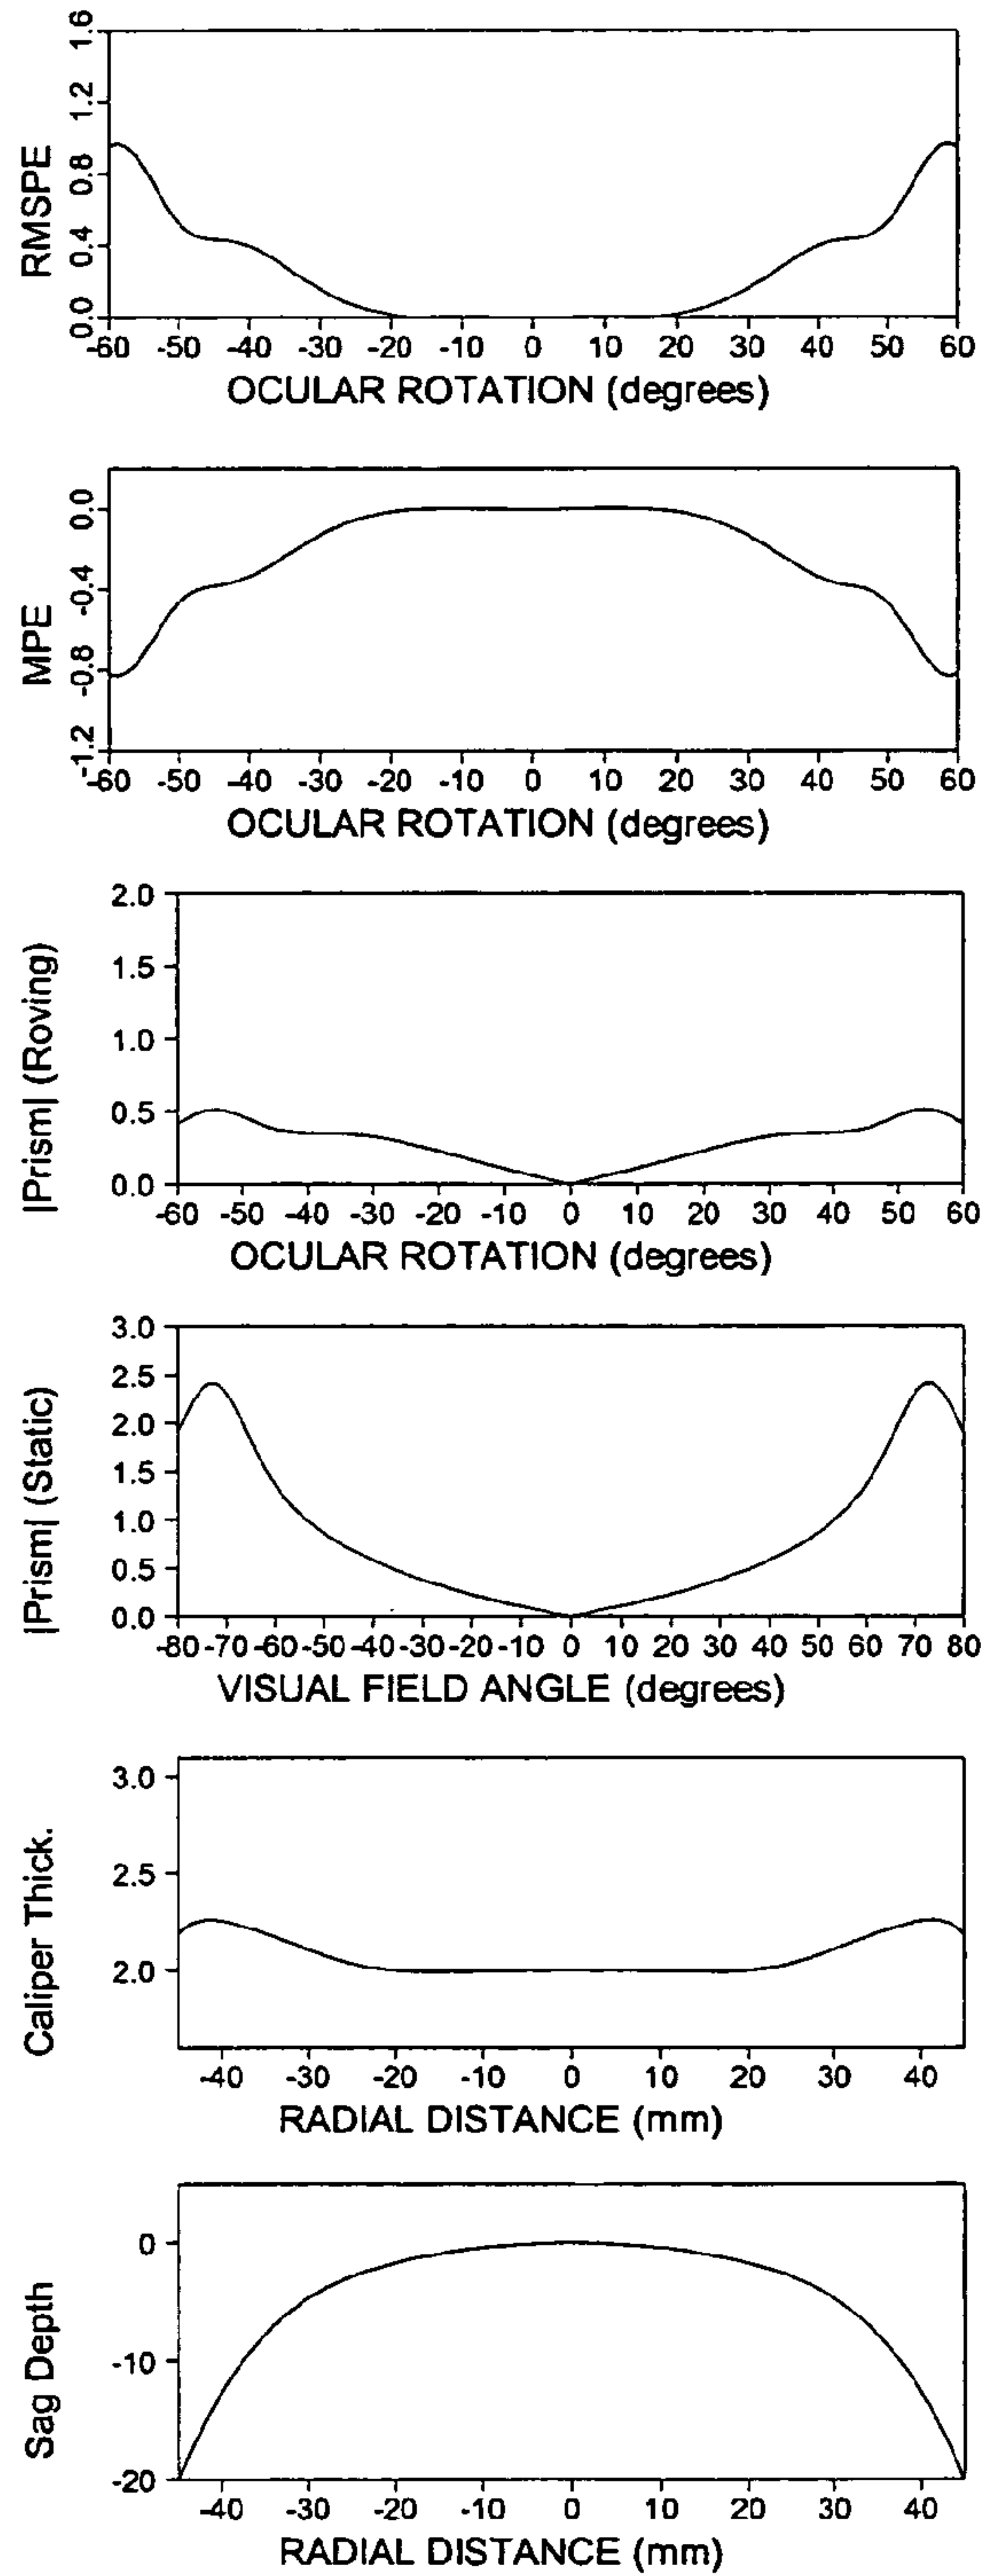 RMSPE
1.6
1.2
0.8
0.4
0.0
-60 -50 -40 -30 -20 -10 0 10 20 30 40 50 60
OCULAR ROTATION (degrees)
MPE
0.0
-0.4
-0.8
-1.2
-60 -50 -40 -30 -20 -10 0 10 20 30 40 50 60
OCULAR ROTATION (degrees)
|Prism| (Roving)
2.0
1.5
1.0
0.5
0.0
-60 -50 -40 -30 -20 -10 0 10 20 30 40 50 60
OCULAR ROTATION (degrees)
|Prism| (Static)
3.0
2.5
2.0
1.5
1.0
0.5
0.0
-80 -70 -60 -50 -40 -30 -20 -10 0 10 20 30 40 50 60 70 80
VISUAL FIELD ANGLE (degrees)
Caliper Thick.
3.0
2.5
2.0
-40 -30 -20 -10 0 10 20 30 40
RADIAL DISTANCE (mm)
Sag Depth
0
-10
-20
-40 -30 -20 -10 0 10 20 30 40
RADIAL DISTANCE (mm)